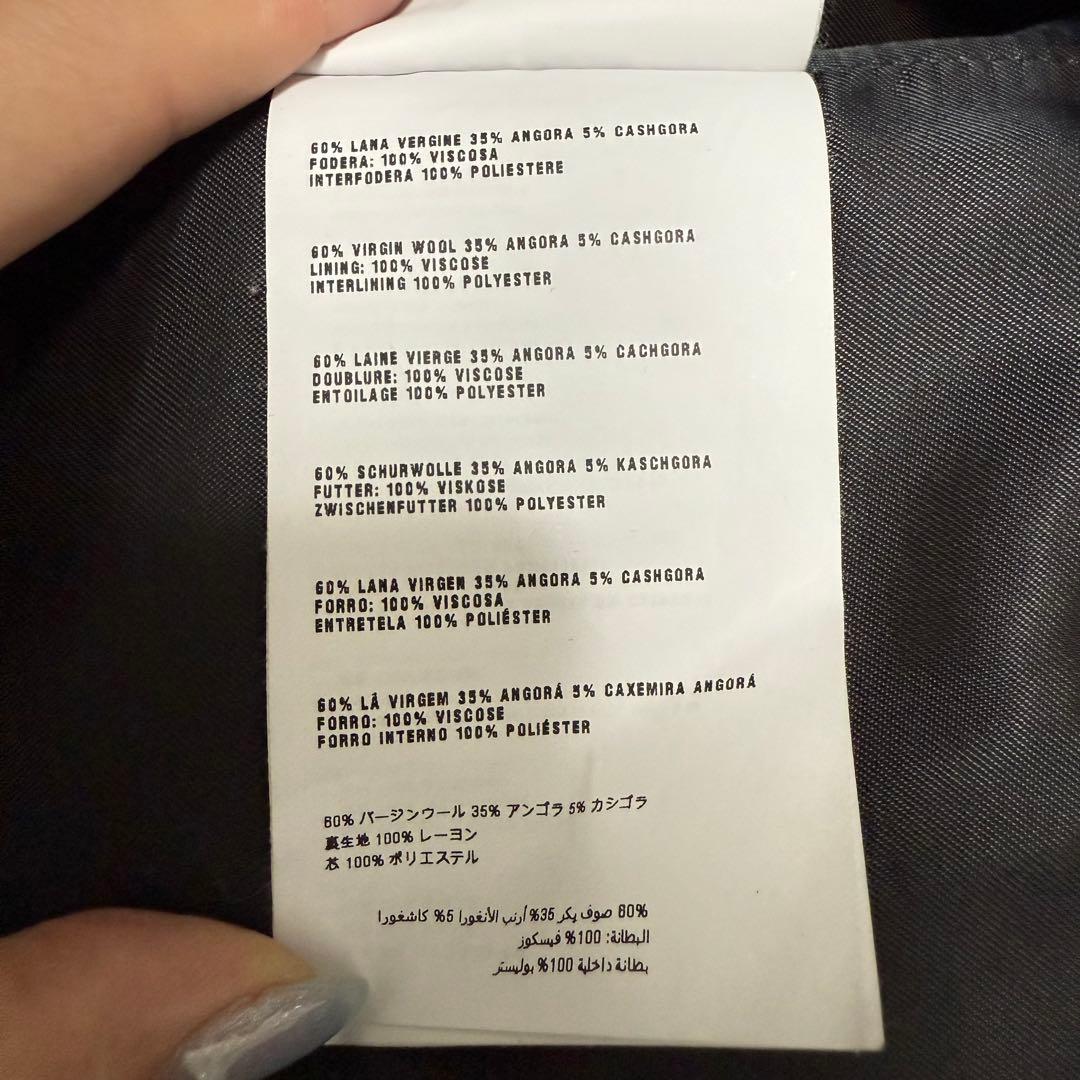 60% LANA VERGINE 35% ANGORA 5% CASHGORA
FODERA: 100% VISCOSA
INTERFODERA 100% POLIESTERE
60% VIRGIN WOOL 35% ANGORA 5% CASHGORA
LINING: 100% VISCOSE
INTERLINING 100% POLYESTER
60% LAINE VIERGE 35% ANGORA 5% CACHGORA
DOUBLURE: 100% VISCOSE
ENTOILAGE 100% POLYESTER
60% SCHURWOLLE 35% ANGORA 5% KASCHGORA
FUTTER: 100% VISKOSE
ZWISCHENFUTTER 100% POLYESTER
60% LANA VIRGEN 35% ANGORA 5% CASHGORA
FORRO: 100% VISCOSA
ENTRETELA 100% POLIÉSTER
60% LÃ VIRGEM 35% ANGORÁ 5% CAXEMIRA ANGORÁ
FORRO: 100% VISCOSE
FORRO INTERNO 100% POLIÉSTER
60% バージンウール 35% アンゴラ 5% カシゴラ
裏生地 100% レーヨン
芯 100% ポリエステル
60% صوف بكر 35% أرنب الأنغورا 5% كاشغورا
البطانة: 100% فيسكوز
بطانة داخلية 100% بوليستر